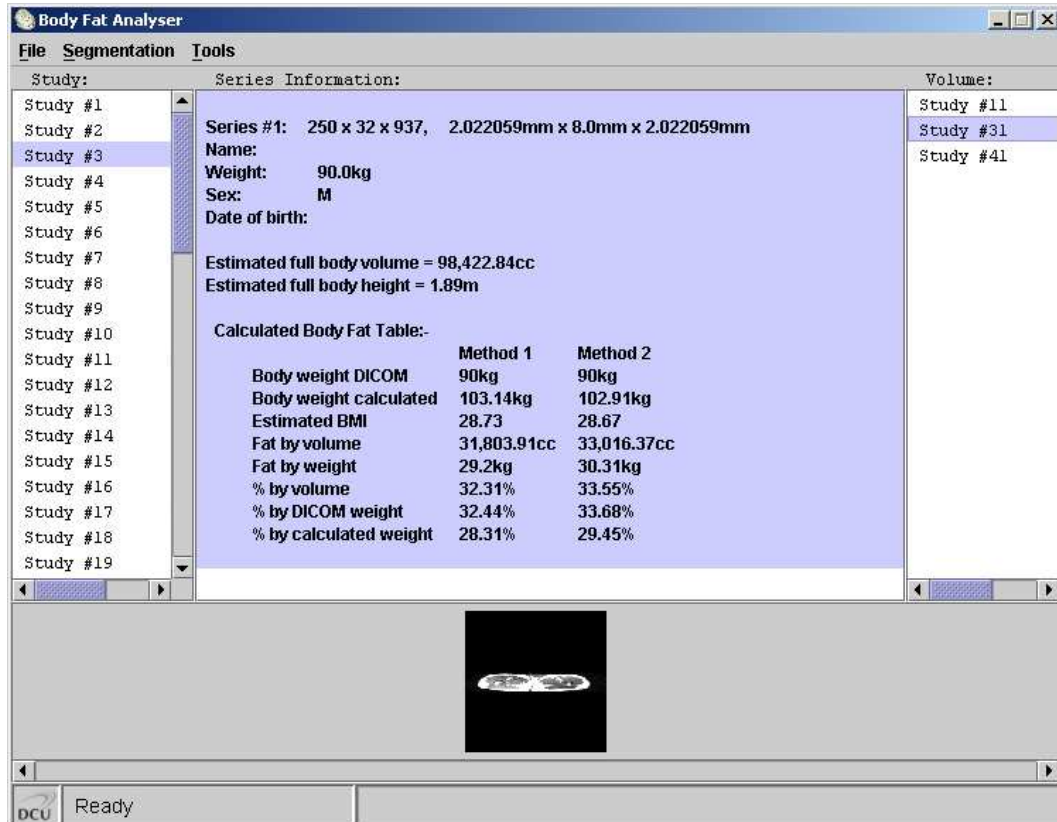 Body Fat Analyser
File Segmentation Tools
Study: Series Information: Volume:
Study #1
Study #2
Study #3
Study #4
Study #5
Study #6
Study #7
Study #8
Study #9
Study #10
Study #11
Study #12
Study #13
Study #14
Study #15
Study #16
Study #17
Study #18
Study #19
Series #1: 250 x 32 x 937, 2.022059mm x 8.0mm x 2.022059mm
Name:
Weight: 90.0kg
Sex: M
Date of birth:
Estimated full body volume = 98,422.84cc
Estimated full body height = 1.89m
Calculated Body Fat Table:-
Method 1 Method 2
Body weight DICOM 90kg 90kg
Body weight calculated 103.14kg 102.91kg
Estimated BMI 28.73 28.67
Fat by volume 31,803.91cc 33,016.37cc
Fat by weight 29.2kg 30.31kg
% by volume 32.31% 33.55%
% by DICOM weight 32.44% 33.68%
% by calculated weight 28.31% 29.45%
Study #11
Study #31
Study #41
DCU Ready